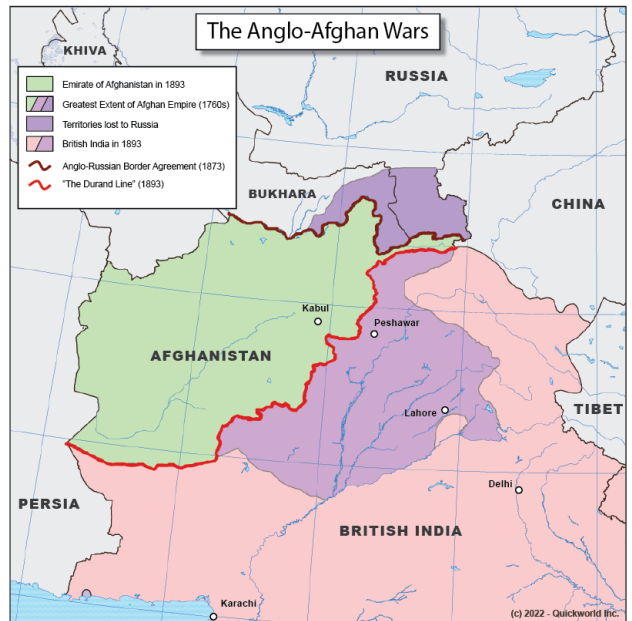 The Anglo-Afghan Wars
KHIVA
RUSSIA
Emirate of Afghanistan in 1893
Greatest Extent of Afghan Empire (1760s)
Territories lost to Russia
British India in 1893
Anglo-Russian Border Agreement (1873)
"The Durand Line" (1893)
BUKHARA
CHINA
Kabul
Peshawar
AFGHANISTAN
Lahore
TIBET
Delhi
PERSIA
BRITISH INDIA
Karachi
(c) 2022 - Quickworld Inc.